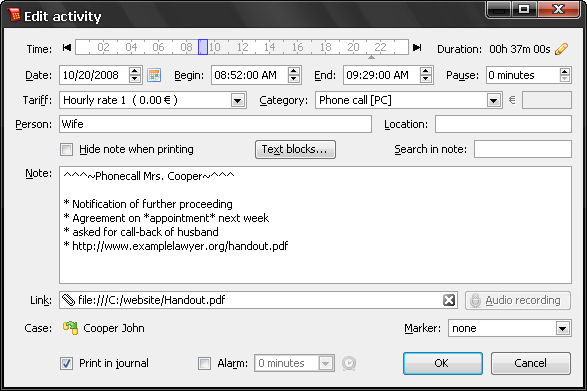 Edit activity
Time: 02 04 06 08 10 12 14 16 18 20 22 Duration: 00h 37m 00s
Date: 10/20/2008 Begin: 08:52:00 AM End: 09:29:00 AM Pause: 0 minutes
Tariff: Hourly rate 1 ( 0.00 € ) Category: Phone call [PC] €
Person: Wife Location:
Hide note when printing Text blocks... Search in note:
Note: ^^^~Phonecall Mrs. Cooper~^^^
* Notification of further proceeding
* Agreement on *appointment* next week
* asked for call-back of husband
* http://www.examplelawyer.org/handout.pdf
Link: file:///C:/website/Handout.pdf Audio recording
Case: Cooper John Marker: none
Print in journal Alarm: 0 minutes OK Cancel